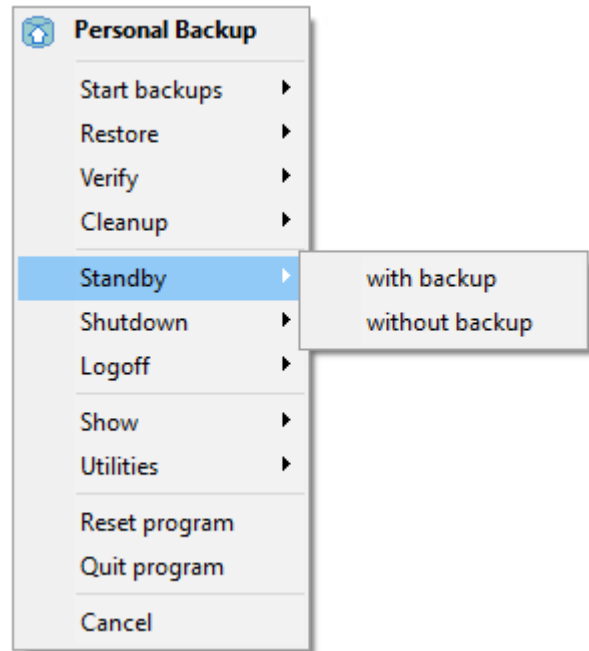 Personal Backup
Start backups
Restore
Verify
Cleanup
Standby
with backup
without backup
Shutdown
Logoff
Show
Utilities
Reset program
Quit program
Cancel